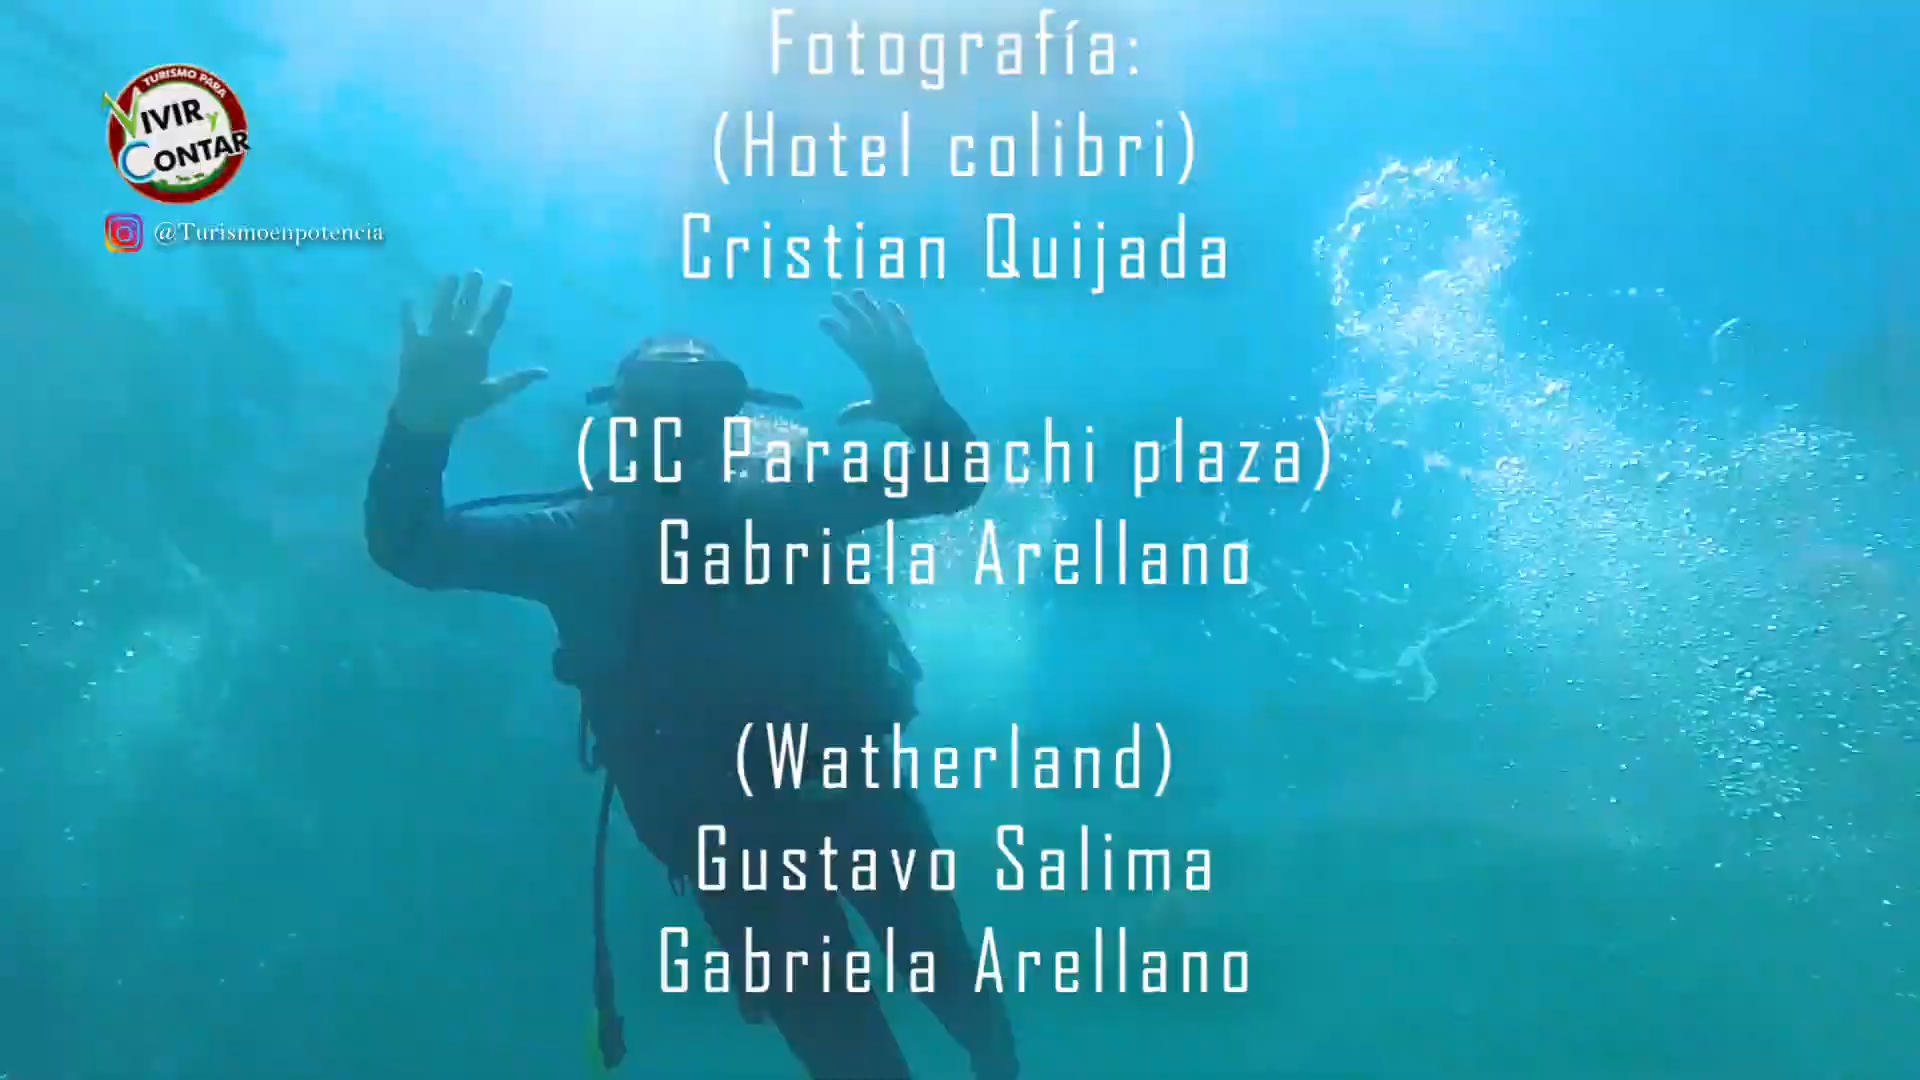 TURISMO PARA
VIVIR y
CONTAR
@Turismoenpotencia
Fotografía:
(Hotel colibri)
Cristian Quijada
(CC Paraguachi plaza)
Gabriela Arellano
(Watherland)
Gustavo Salima
Gabriela Arellano